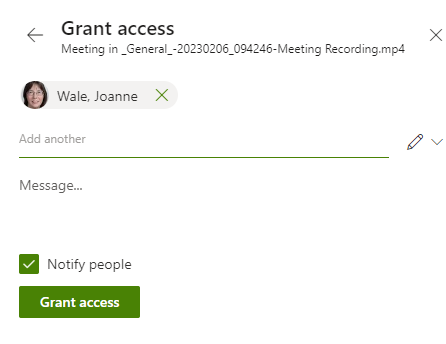 Grant access
Meeting in _General_-20230206_094246-Meeting Recording.mp4
Wale, Joanne
Add another
Message...
Notify people
Grant access